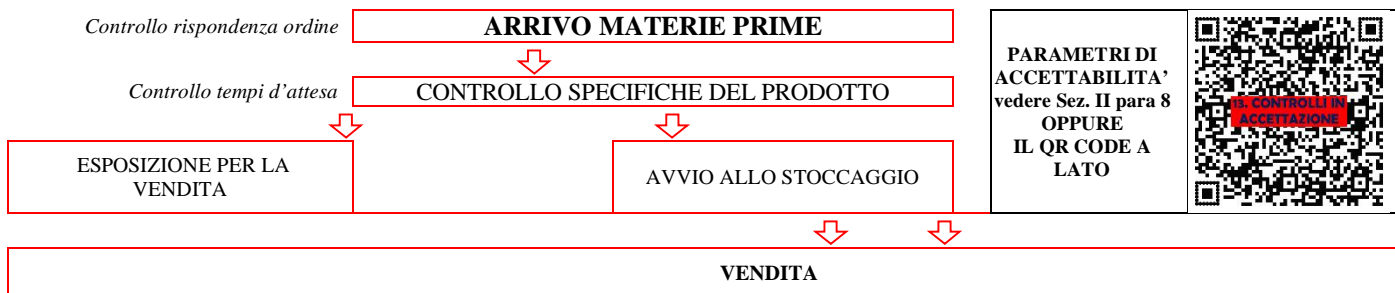 Controllo rispondenza ordine
ARRIVO MATERIE PRIME
Controllo tempi d’attesa
CONTROLLO SPECIFICHE DEL PRODOTTO
PARAMETRI DI
ACCETTABILITA’
vedere Sez. II para 8
OPPURE
IL QR CODE A
LATO
13. CONTROLLI IN
ACCETTAZIONE
ESPOSIZIONE PER LA
VENDITA
AVVIO ALLO STOCCAGGIO
VENDITA